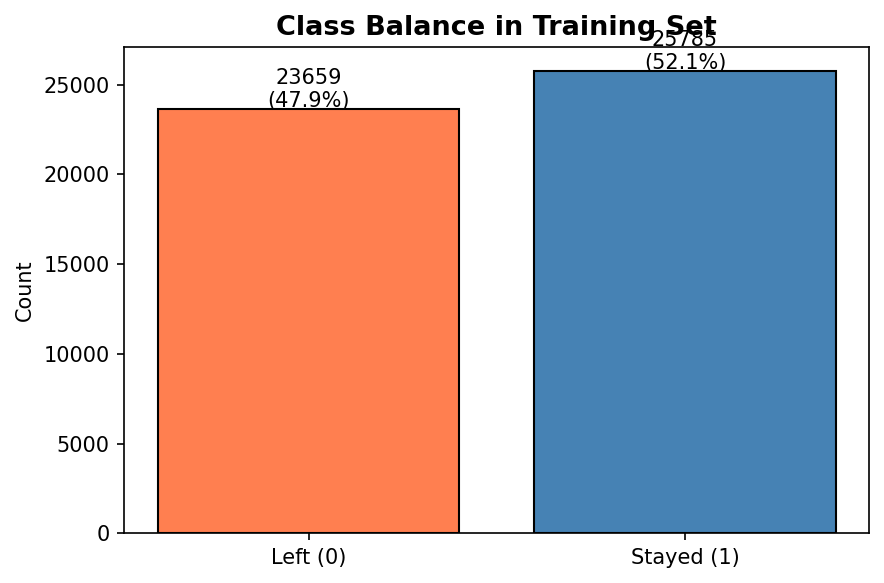 Class Balance in Training Set
25785
(52.1%)
23659
(47.9%)
25000
20000
15000
10000
5000
0
Count
Left (0)
Stayed (1)